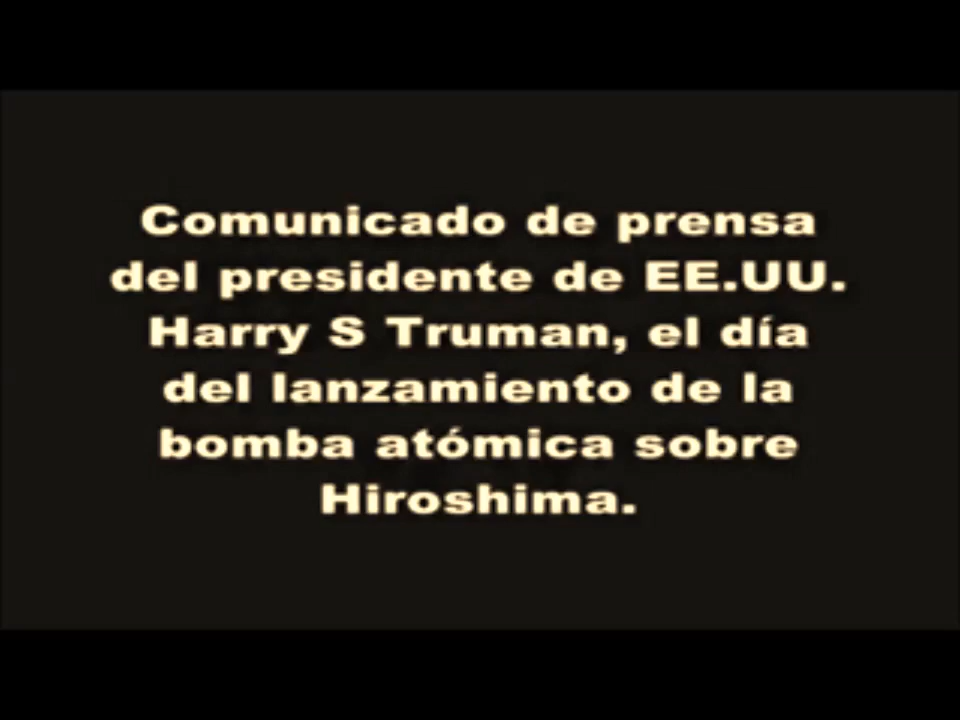 Comunicado de prensa
del presidente de EE.UU.
Harry S Truman, el día
del lanzamiento de la
bomba atómica sobre
Hiroshima.